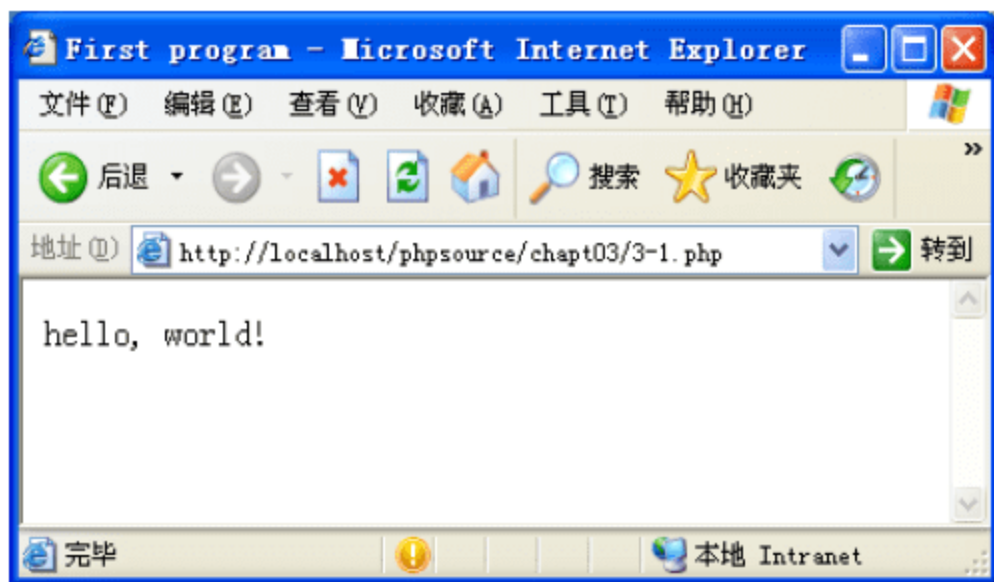 First program - Microsoft Internet Explorer
文件(F) 编辑(E) 查看(V) 收藏(A) 工具(T) 帮助(H)
后退 搜索 收藏夹 »
地址(D) http://localhost/phpsource/chapt03/3-1.php 转到
hello, world!
完毕 本地 Intranet